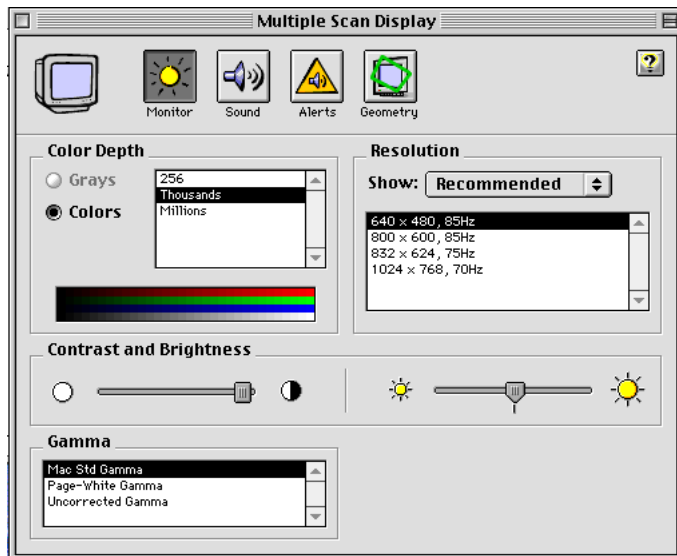 Multiple Scan Display
?
Monitor Sound Alerts Geometry
Color Depth
Grays
Colors
256
Thousands
Millions
Resolution
Show: Recommended
640 x 480, 85Hz
800 x 600, 85Hz
832 x 624, 75Hz
1024 x 768, 70Hz
Contrast and Brightness
Gamma
Mac Std Gamma
Page-White Gamma
Uncorrected Gamma